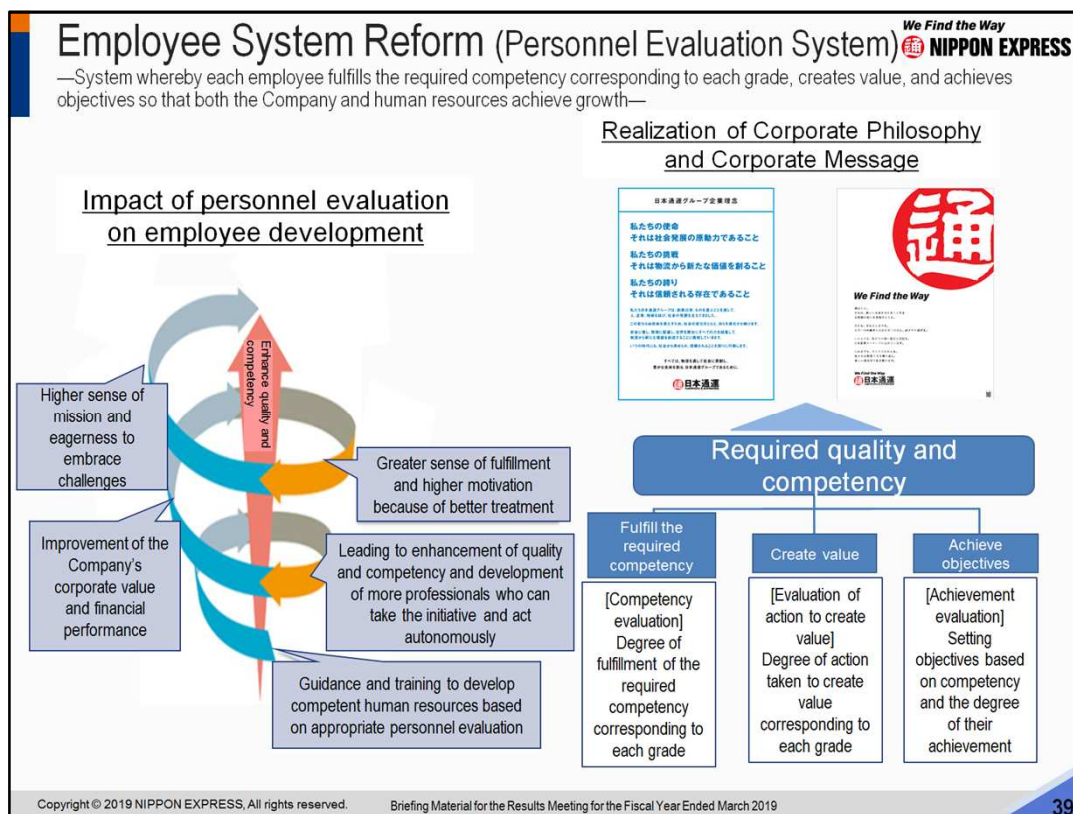 Employee System Reform (Personnel Evaluation System)
We Find the Way
通 NIPPON EXPRESS
—System whereby each employee fulfills the required competency corresponding to each grade, creates value, and achieves
objectives so that both the Company and human resources achieve growth—
Impact of personnel evaluation
on employee development
Enhance quality and
competency
Higher sense of
mission and
eagerness to
embrace
challenges
Greater sense of fulfillment
and higher motivation
because of better treatment
Improvement of the
Company's
corporate value
and financial
performance
Leading to enhancement of quality
and competency and development
of more professionals who can
take the initiative and act
autonomously
Guidance and training to develop
competent human resources based
on appropriate personnel evaluation
Realization of Corporate Philosophy
and Corporate Message
日本通運グループ企業理念
私たちの使命
それは社会発展の原動力であること
私たちの挑戦
それは物流から新たな価値を創ること
私たちの誇り
それは信頼される存在であること
日本通運
通
We Find the Way
We Find the Way
日本通運
Required quality and
competency
Fulfill the
required
competency
[Competency
evaluation]
Degree of
fulfillment of the
required
competency
corresponding to
each grade
Create value
[Evaluation of
action to create
value]
Degree of action
taken to create
value
corresponding to
each grade
Achieve
objectives
[Achievement
evaluation]
Setting
objectives based
on competency
and the degree
of their
achievement
Copyright © 2019 NIPPON EXPRESS, All rights reserved.
Briefing Material for the Results Meeting for the Fiscal Year Ended March 2019
39